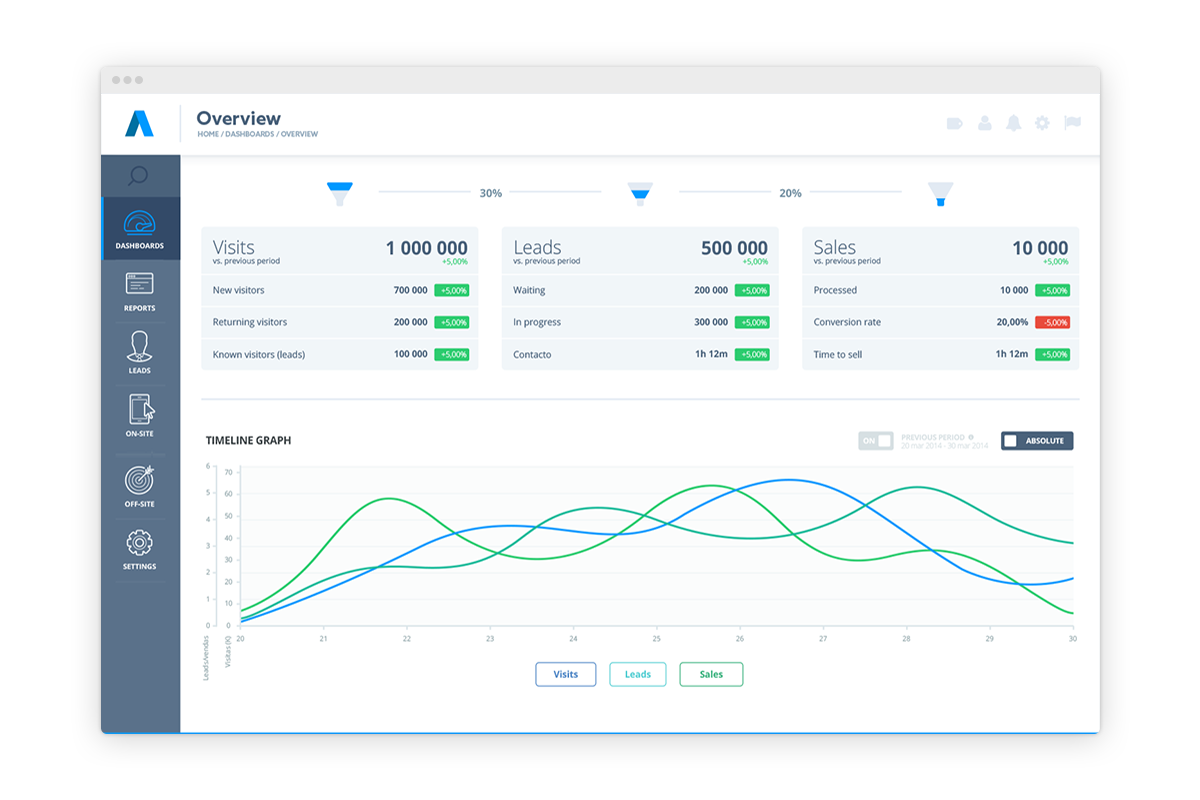 Overview
HOME / DASHBOARDS / OVERVIEW
DASHBOARDS
REPORTS
LEADS
ON-SITE
OFF-SITE
SETTINGS
30%
20%
Visits 1 000 000
vs. previous period +5,00%
New visitors 700 000 +5,00%
Returning visitors 200 000 +5,00%
Known visitors (leads) 100 000 +5,00%
Leads 500 000
vs. previous period +5,00%
Waiting 200 000 +5,00%
In progress 300 000 +5,00%
Contacto 1h 12m +5,00%
Sales 10 000
vs. previous period +5,00%
Processed 10 000 +5,00%
Conversion rate 20,00% -5,00%
Time to sell 1h 12m +5,00%
TIMELINE GRAPH
ON
PREVIOUS PERIOD
20 mar 2014 - 30 mar 2014
ABSOLUTE
6
5
4
3
2
1
0
Leads/vendas
70
60
50
40
30
20
10
0
Visitas (K)
20 21 22 23 24 25 26 27 28 29 30
Visits Leads Sales